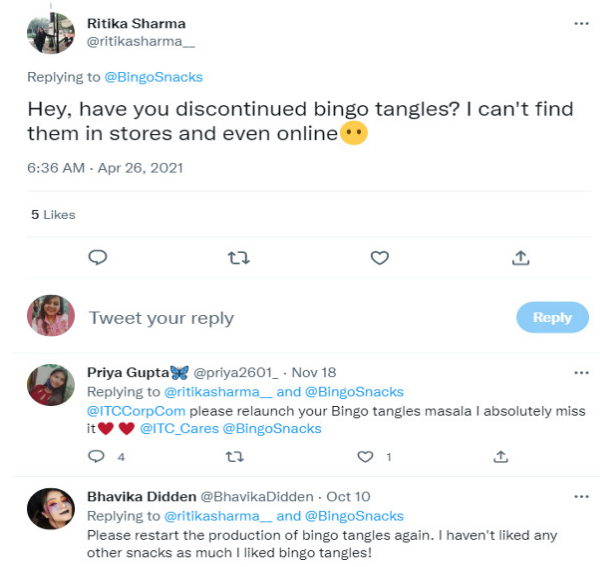 Ritika Sharma
@ritikasharma__
Replying to @BingoSnacks
Hey, have you discontinued bingo tangles? I can't find
them in stores and even online😶
6:36 AM · Apr 26, 2021
5 Likes
Tweet your reply
Reply
Priya Gupta🦋 @priya2601_ · Nov 18
Replying to @ritikasharma__ and @BingoSnacks
@ITCCorpCom please relaunch your Bingo tangles masala I absolutely miss
it❤️❤️ @ITC_Cares @BingoSnacks
4
1
Bhavika Didden @BhavikaDidden · Oct 10
Replying to @ritikasharma__ and @BingoSnacks
Please restart the production of bingo tangles again. I haven't liked any
other snacks as much I liked bingo tangles!